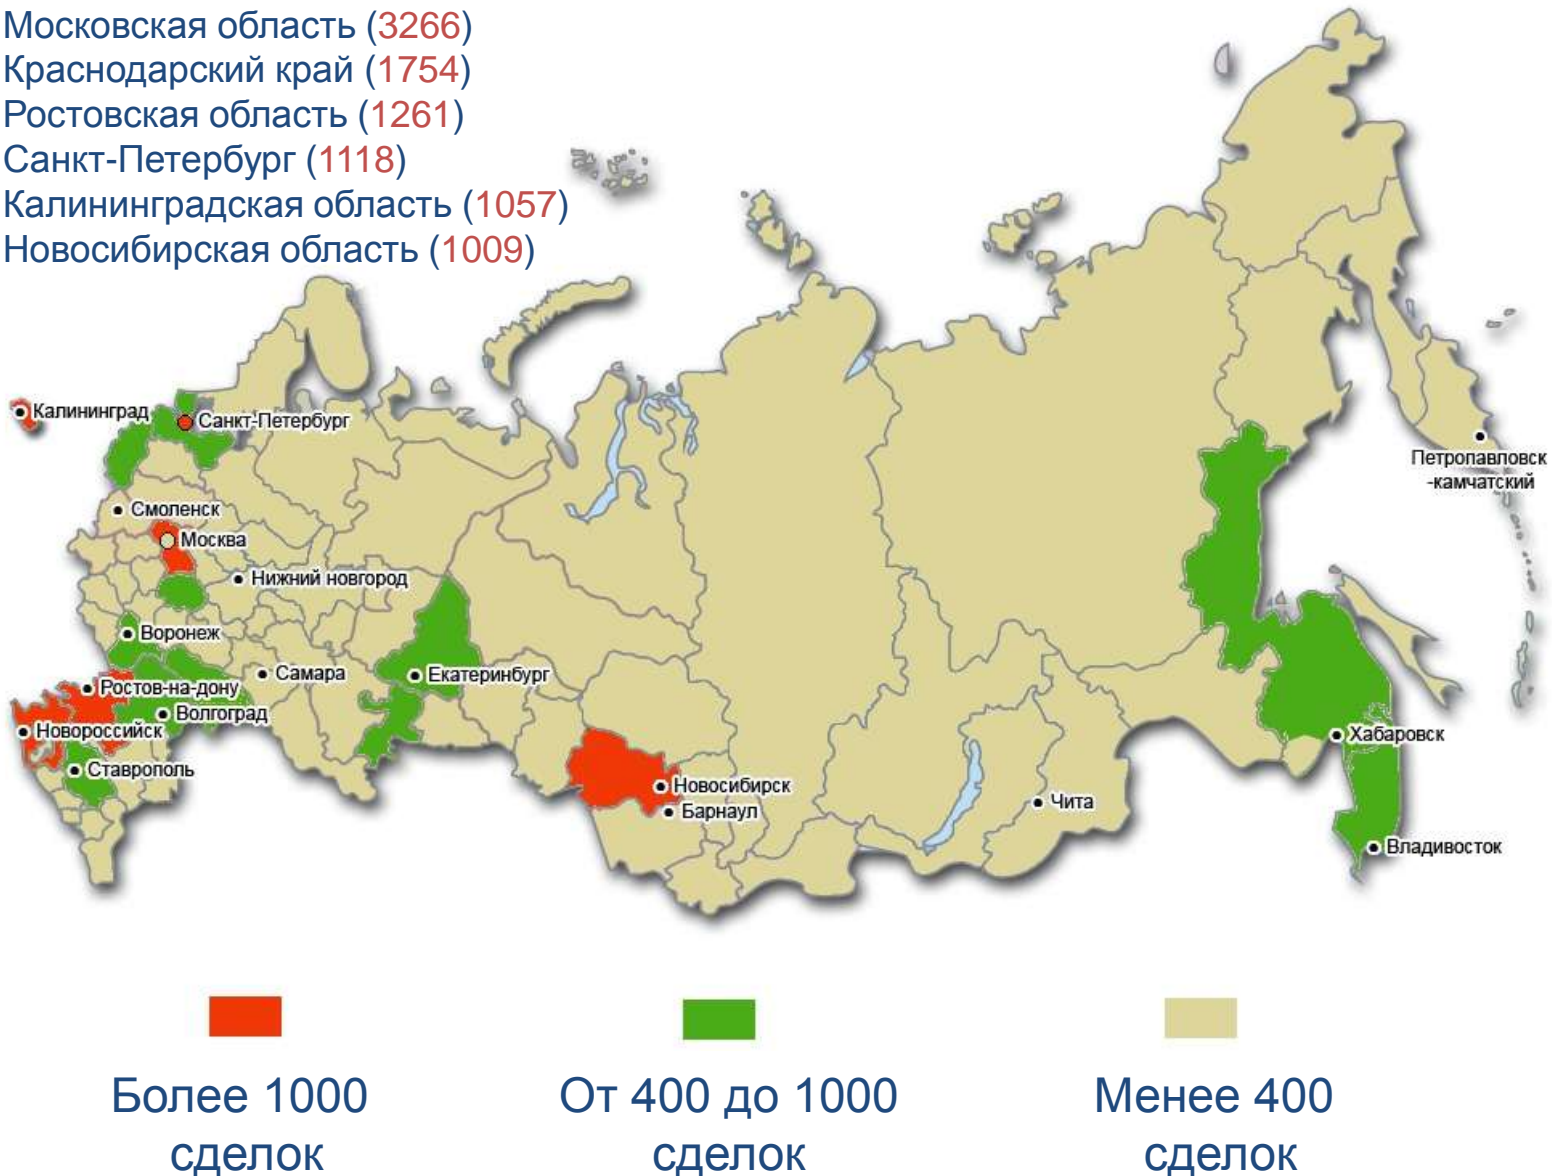 Московская область (3266)
Краснодарский край (1754)
Ростовская область (1261)
Санкт-Петербург (1118)
Калининградская область (1057)
Новосибирская область (1009)
Калининград
Санкт-Петербург
Петропавловск
-камчатский
Смоленск
Москва
Нижний новгород
Воронеж
Самара
Екатеринбург
Ростов-на-дону
Волгоград
Новороссийск
Хабаровск
Ставрополь
Новосибирск
Чита
Барнаул
Владивосток
Более 1000
сделок
От 400 до 1000
сделок
Менее 400
сделок